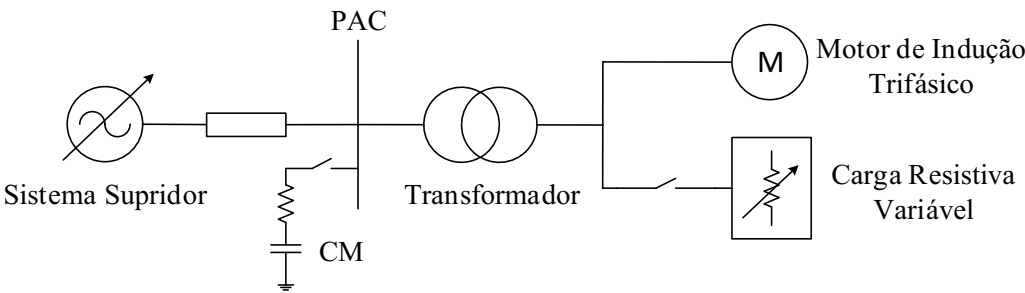 PAC
M
Motor de Indução
Trifásico
Sistema Supridor
Transformador
Carga Resistiva
Variável
CM